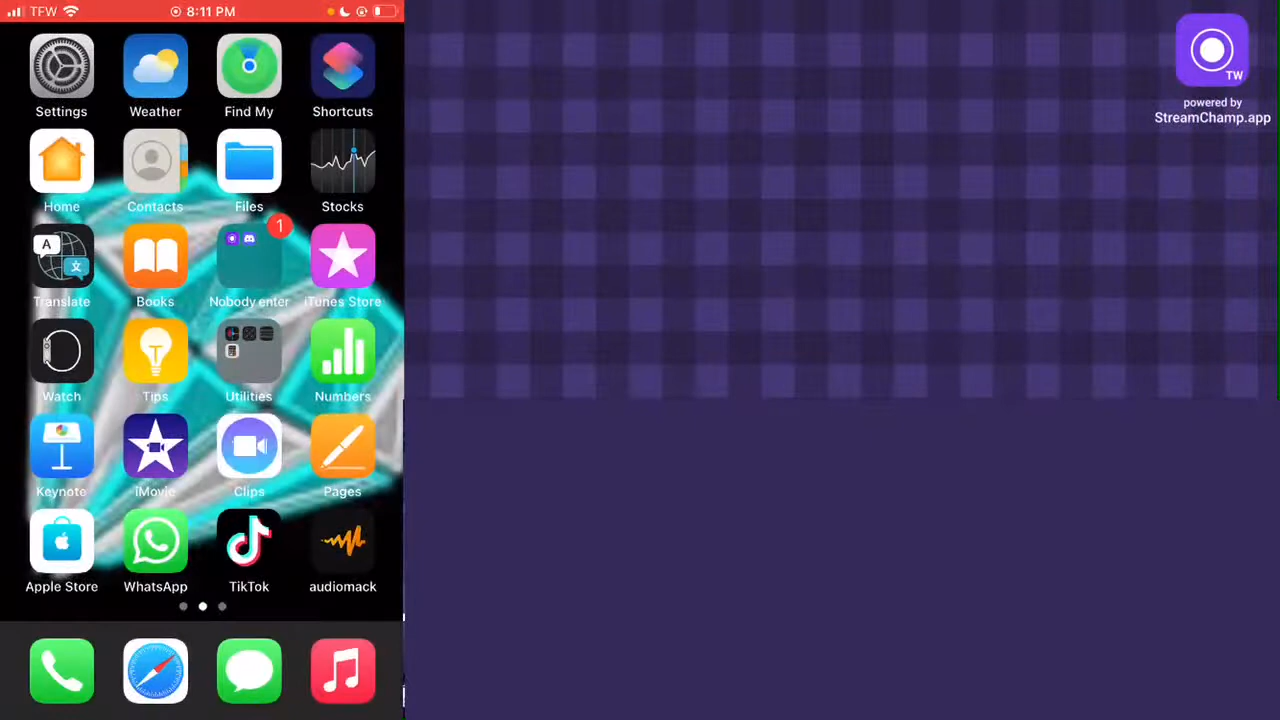 TFW 8:11 PM
Settings Weather Find My Shortcuts
Home Contacts Files Stocks
1
A
文
Translate Books Nobody enter iTunes Store
Watch Tips Utilities Numbers
Keynote iMovie Clips Pages
Apple Store WhatsApp TikTok audiomack
TW
powered by
StreamChamp.app